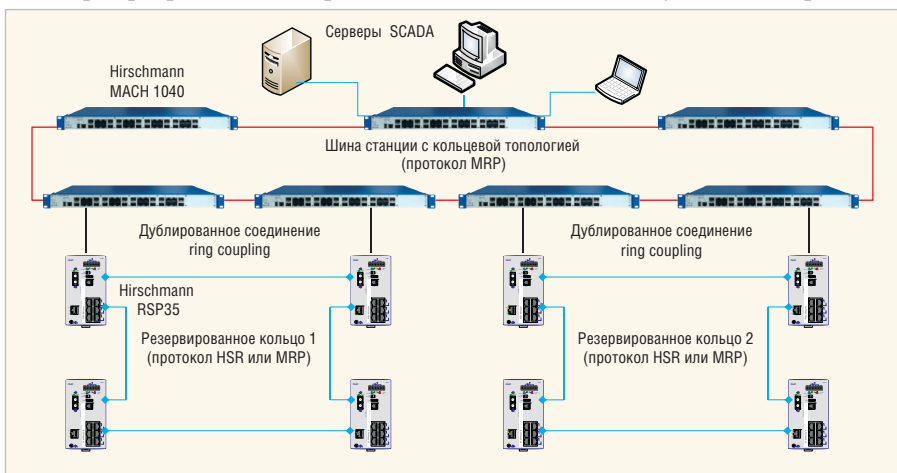 Серверы SCADA
Hirschmann
MACH 1040
Шина станции с кольцевой топологией
(протокол MRP)
Дублированное соединение
ring coupling
Дублированное соединение
ring coupling
Hirschmann
RSP35
Резервированное кольцо 1
(протокол HSR или MRP)
Резервированное кольцо 2
(протокол HSR или MRP)